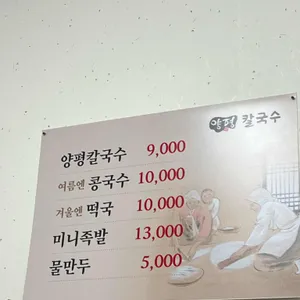 양평 칼국수
양평칼국수 9,000
여름엔 콩국수 10,000
겨울엔 떡국 10,000
미니족발 13,000
물만두 5,000